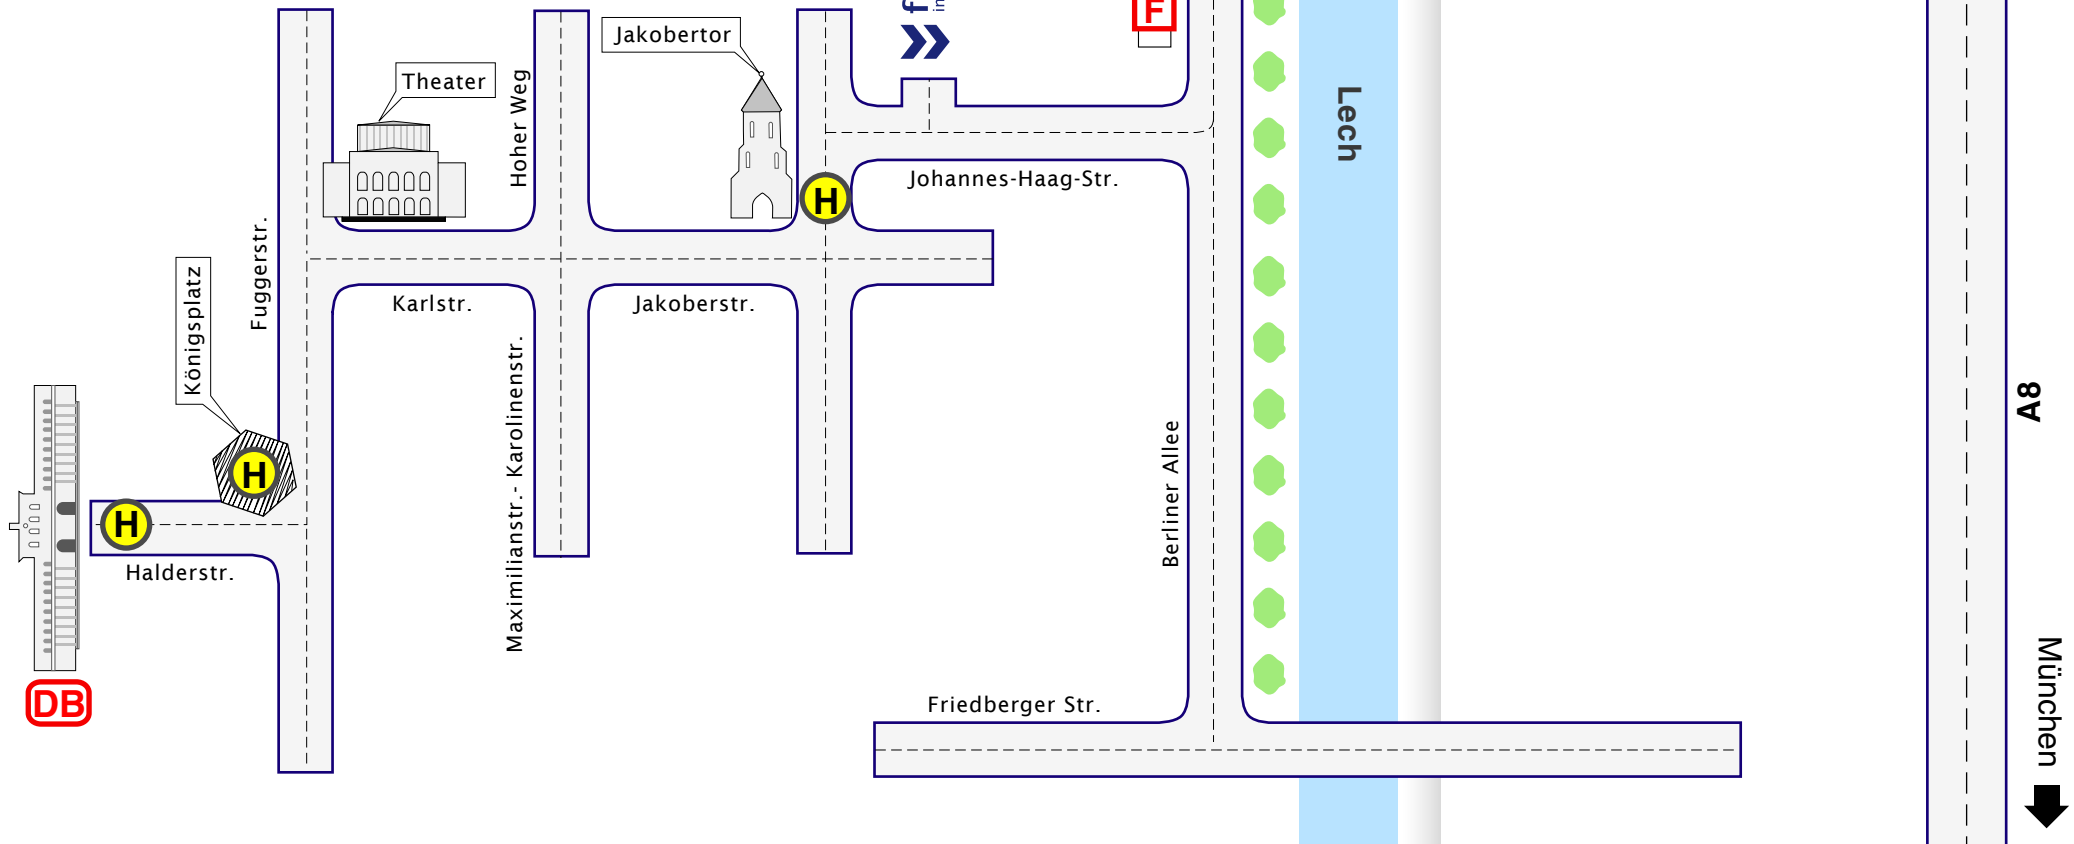 F
Jakobertor
Theater
Hoher Weg
Lech
Johannes-Haag-Str.
H
Fuggerstr.
Königsplatz
Karlstr.
Jakoberstr.
Maximilianstr.- Karolinenstr.
A8
Berliner Allee
H
H
Halderstr.
München
DB
Friedberger Str.